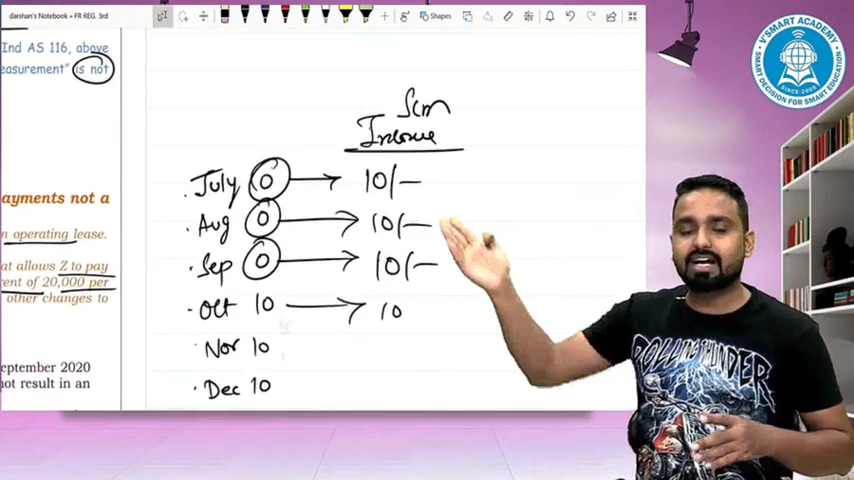 darshan's Notebook » FR REG. 3rd
Shapes
Ind AS 116, above
easurement" is not
ayments not a
n operating lease.
at allows Z to pay
ent of 20,000 per
other changes to
eptember 2020
not result in an
Income
July 0 → 10/-
Aug 0 → 10/-
Sep 0 → 10/-
Oct 10 → 10
Nov 10
Dec 10
V'SMART ACADEMY
SMART DECISION FOR SMART EDUCATION
ROLLING THUNDER